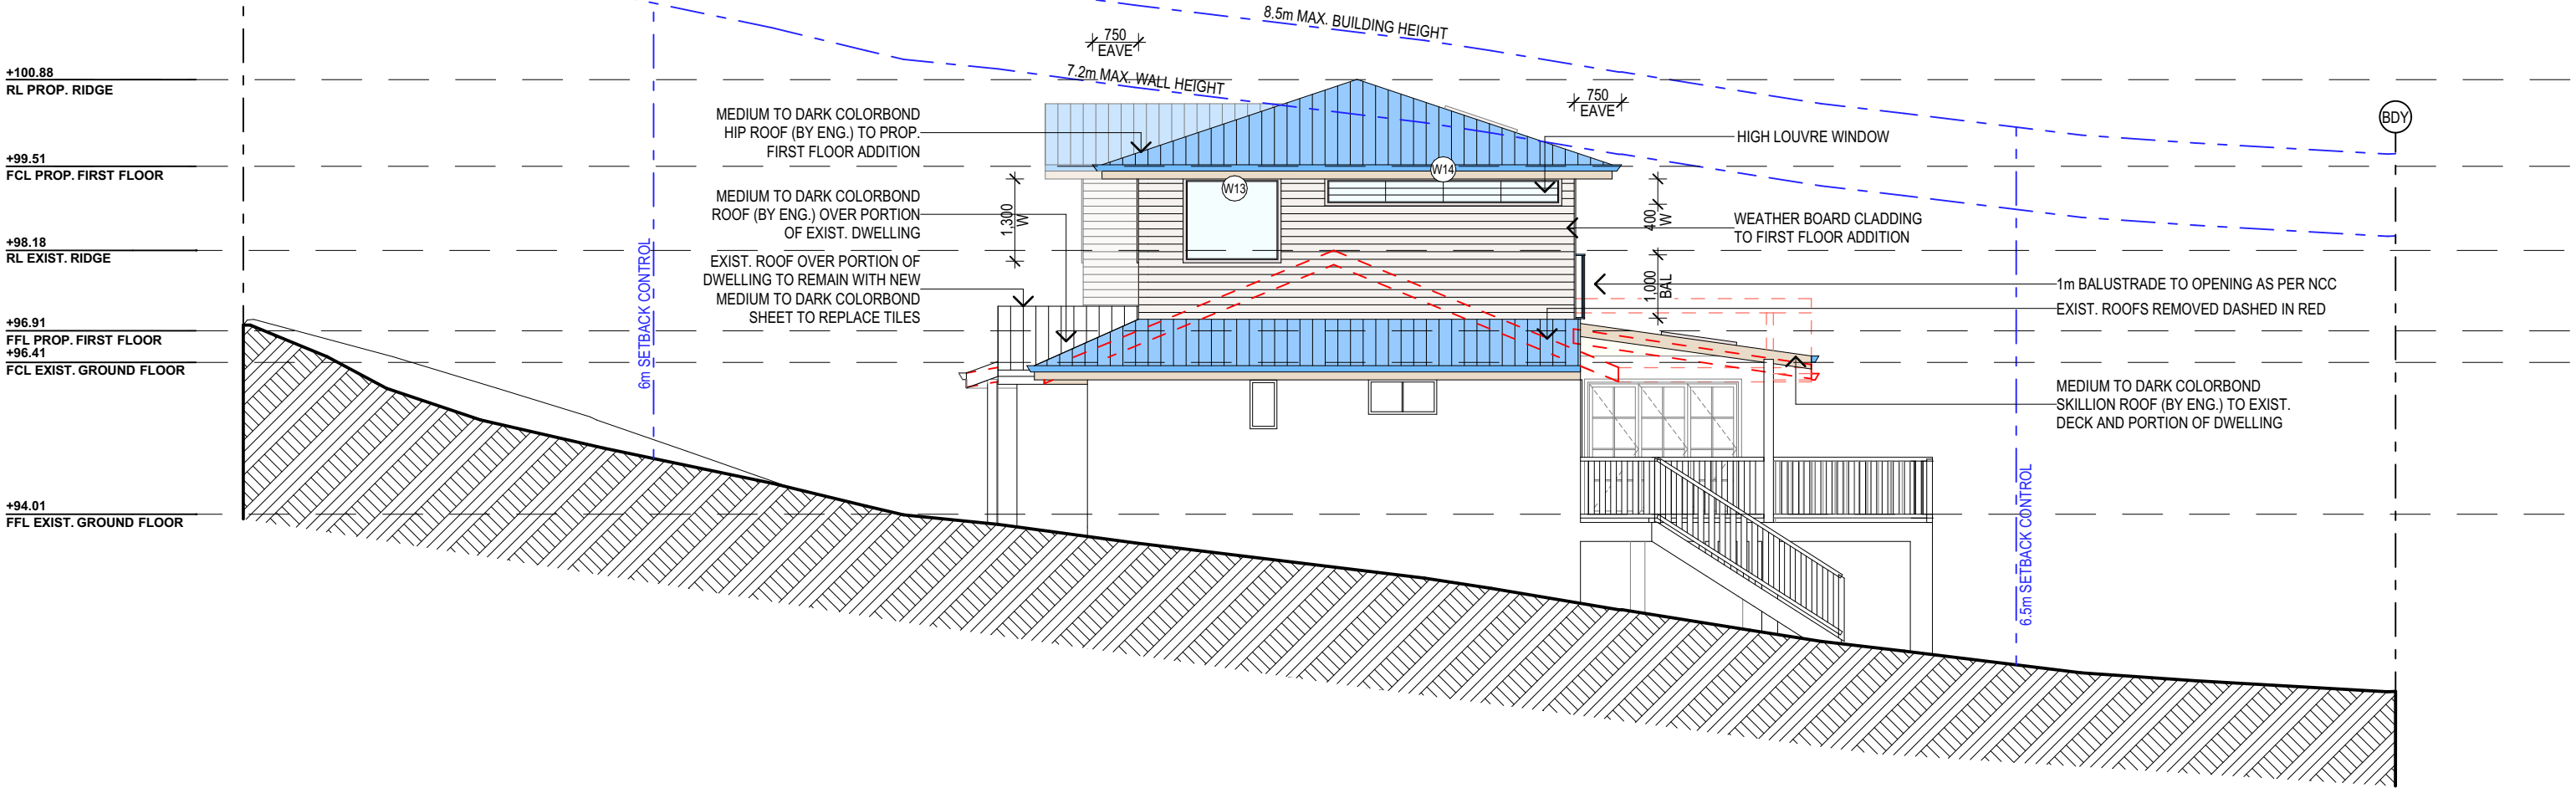 8.5m MAX. BUILDING HEIGHT
750
EAVE
7.2m MAX. WALL HEIGHT
750
EAVE
+100.88
RL PROP. RIDGE
+99.51
FCL PROP. FIRST FLOOR
+98.18
RL EXIST. RIDGE
+96.91
FFL PROP. FIRST FLOOR
+96.41
FCL EXIST. GROUND FLOOR
+94.01
FFL EXIST. GROUND FLOOR
6m SETBACK CONTROL
MEDIUM TO DARK COLORBOND
HIP ROOF (BY ENG.) TO PROP.
FIRST FLOOR ADDITION
MEDIUM TO DARK COLORBOND
ROOF (BY ENG.) OVER PORTION
OF EXIST. DWELLING
EXIST. ROOF OVER PORTION OF
DWELLING TO REMAIN WITH NEW
MEDIUM TO DARK COLORBOND
SHEET TO REPLACE TILES
1,300
W
W13
W14
400
W
1,000
BAL
HIGH LOUVRE WINDOW
WEATHER BOARD CLADDING
TO FIRST FLOOR ADDITION
1m BALUSTRADE TO OPENING AS PER NCC
EXIST. ROOFS REMOVED DASHED IN RED
MEDIUM TO DARK COLORBOND
SKILLION ROOF (BY ENG.) TO EXIST.
DECK AND PORTION OF DWELLING
6.5m SETBACK CONTROL
BDY